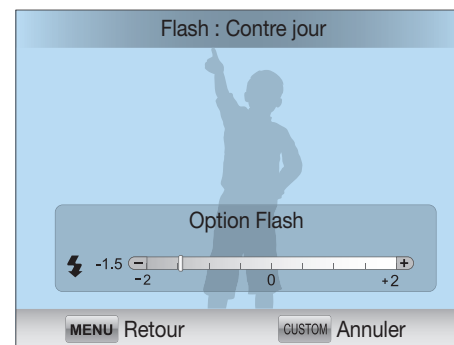 Flash : Contre jour
Option Flash
-1.5 − +
-2 0 +2
MENU Retour CUSTOM Annuler